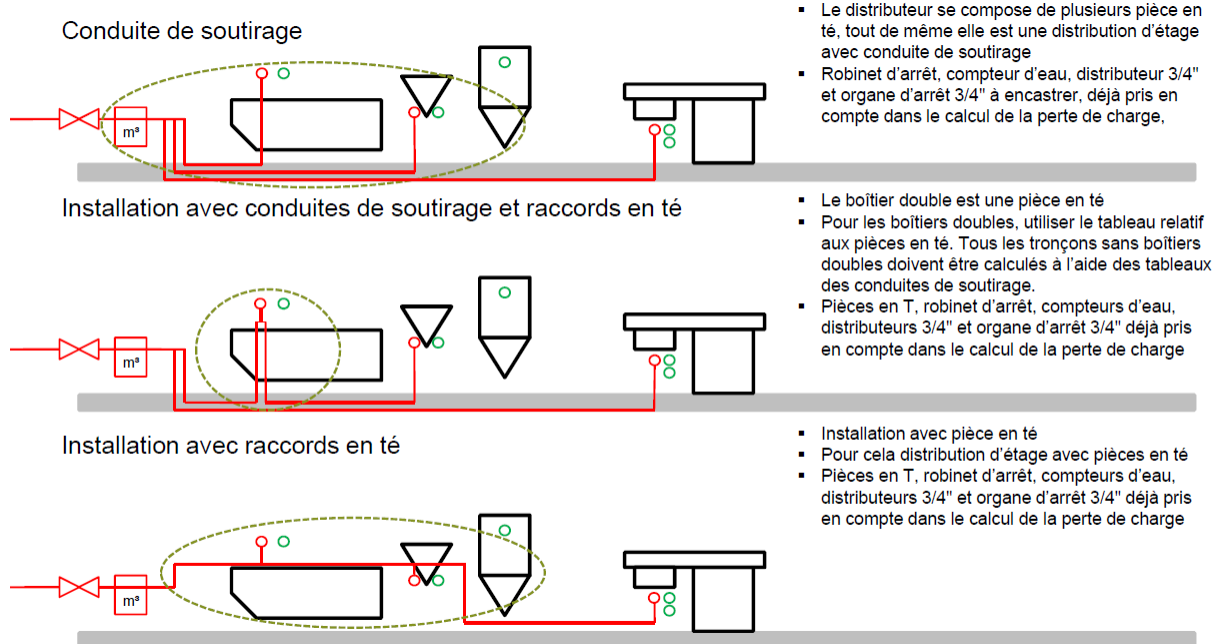 Conduite de soutirage
m³
▪ Le distributeur se compose de plusieurs pièce en
té, tout de même elle est une distribution d'étage
avec conduite de soutirage
▪ Robinet d'arrêt, compteur d'eau, distributeur 3/4"
et organe d'arrêt 3/4" à encastrer, déjà pris en
compte dans le calcul de la perte de charge,
Installation avec conduites de soutirage et raccords en té
m³
▪ Le boîtier double est une pièce en té
▪ Pour les boîtiers doubles, utiliser le tableau relatif
aux pièces en té. Tous les tronçons sans boîtiers
doubles doivent être calculés à l'aide des tableaux
des conduites de soutirage.
▪ Pièces en T, robinet d'arrêt, compteurs d'eau,
distributeurs 3/4" et organe d'arrêt 3/4" déjà pris
en compte dans le calcul de la perte de charge
Installation avec raccords en té
m³
▪ Installation avec pièce en té
▪ Pour cela distribution d'étage avec pièces en té
▪ Pièces en T, robinet d'arrêt, compteurs d'eau,
distributeurs 3/4" et organe d'arrêt 3/4" déjà pris
en compte dans le calcul de la perte de charge